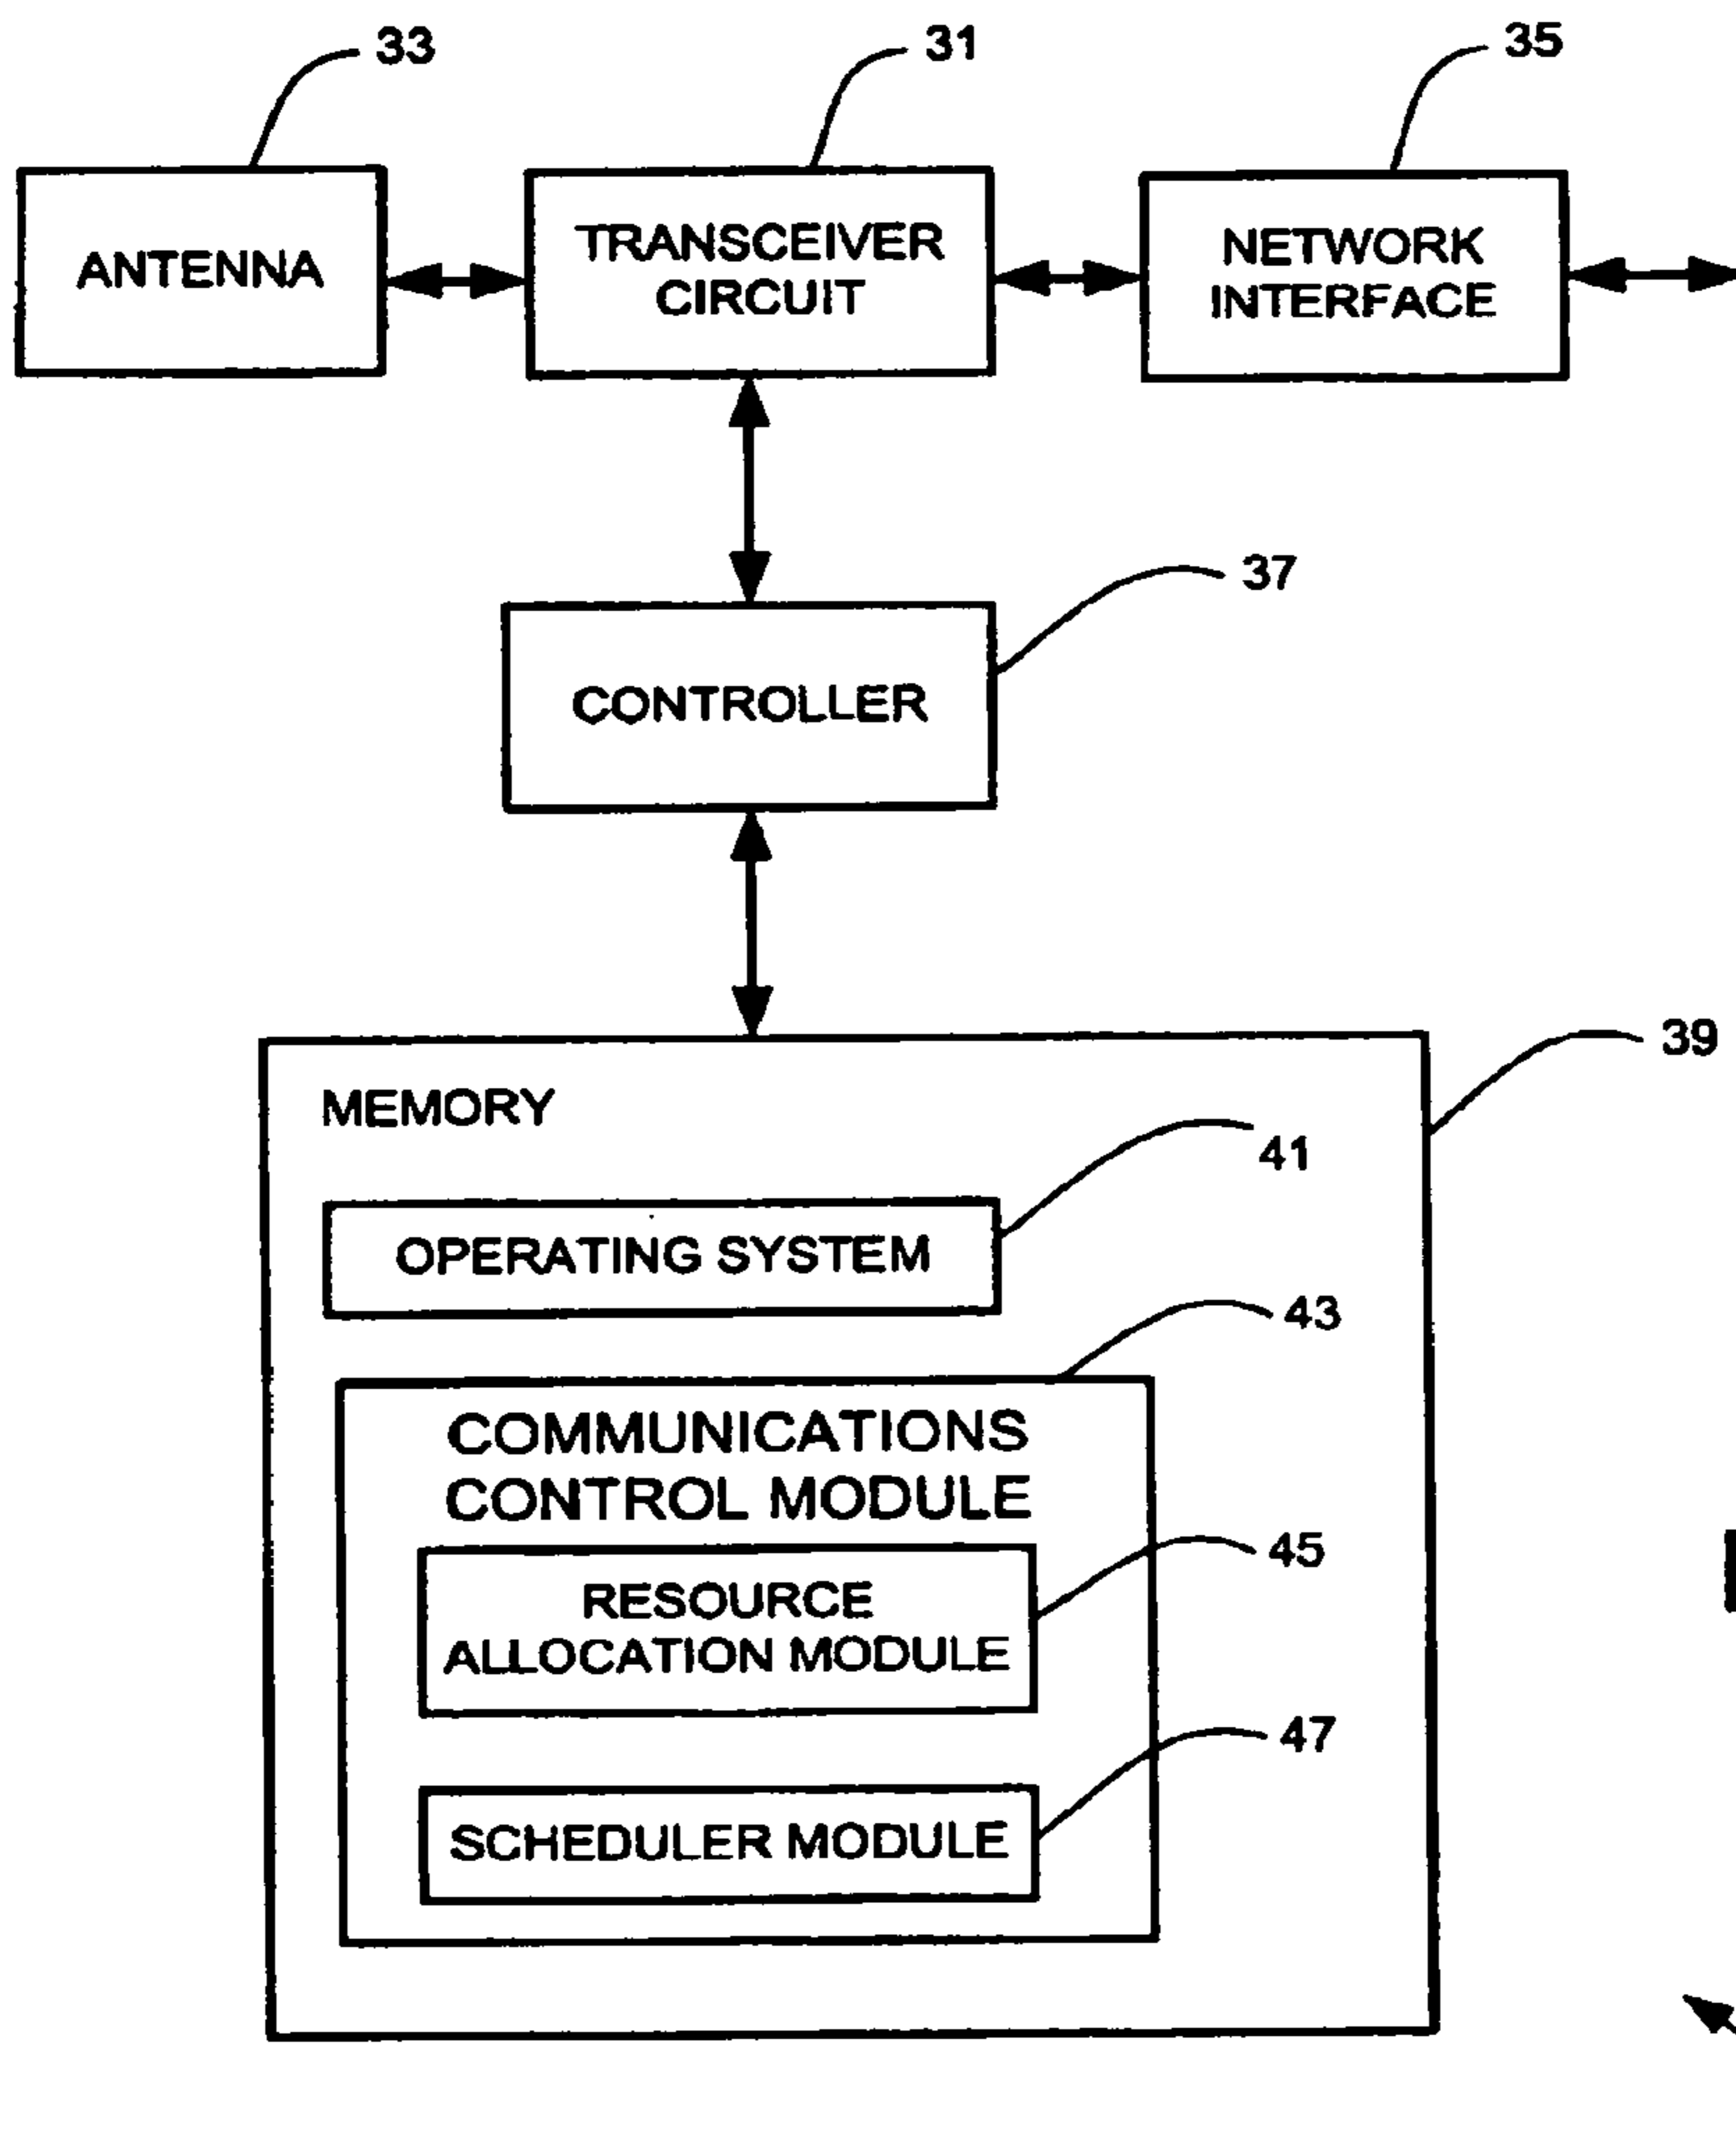 33
31
35
ANTENNA
TRANSCEIVER
CIRCUIT
NETWORK
INTERFACE
37
CONTROLLER
39
MEMORY
41
OPERATING SYSTEM
43
COMMUNICATIONS
CONTROL MODULE
45
RESOURCE
ALLOCATION MODULE
47
SCHEDULER MODULE